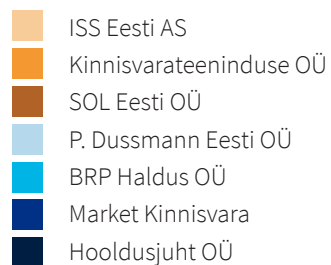 ISS Eesti AS
Kinnisvarateeninduse OÜ
SOL Eesti OÜ
P. Dussmann Eesti OÜ
BRP Haldus OÜ
Market Kinnisvara
Hooldusjuht OÜ